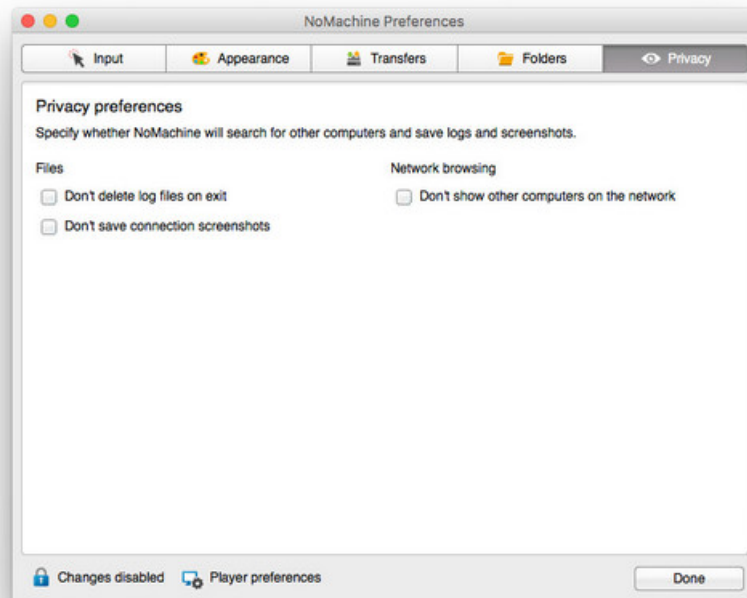 NoMachine Preferences
Input Appearance Transfers Folders Privacy
Privacy preferences
Specify whether NoMachine will search for other computers and save logs and screenshots.
Files Network browsing
Don't delete log files on exit Don't show other computers on the network
Don't save connection screenshots
Changes disabled Player preferences Done